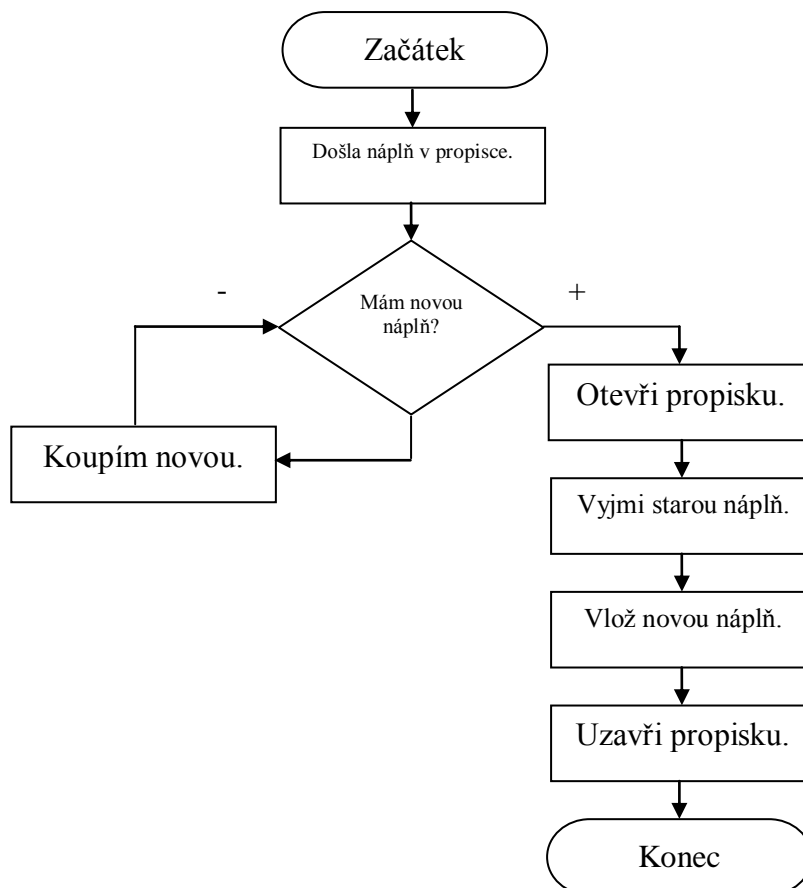 Začátek
Došla náplň v propisce.
-
Mám novou
náplň?
+
Otevři propisku.
Koupím novou.
Vyjmi starou náplň.
Vlož novou náplň.
Uzavři propisku.
Konec